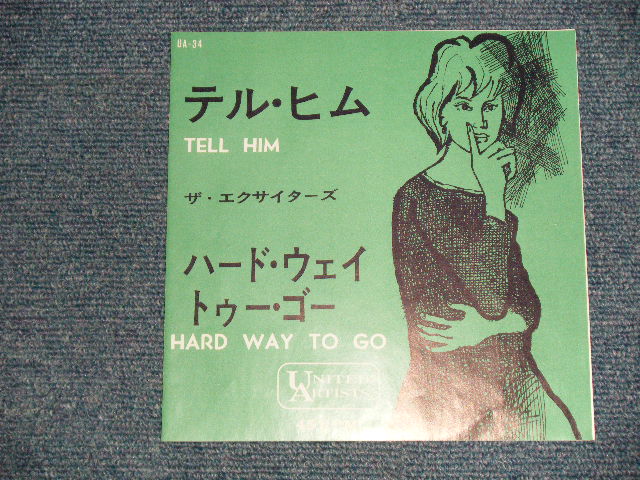 UA-34
テル・ヒム
TELL HIM
ザ・エクサイターズ
ハード・ウェイ
トゥー・ゴー
HARD WAY TO GO
UNITED
ARTISTS